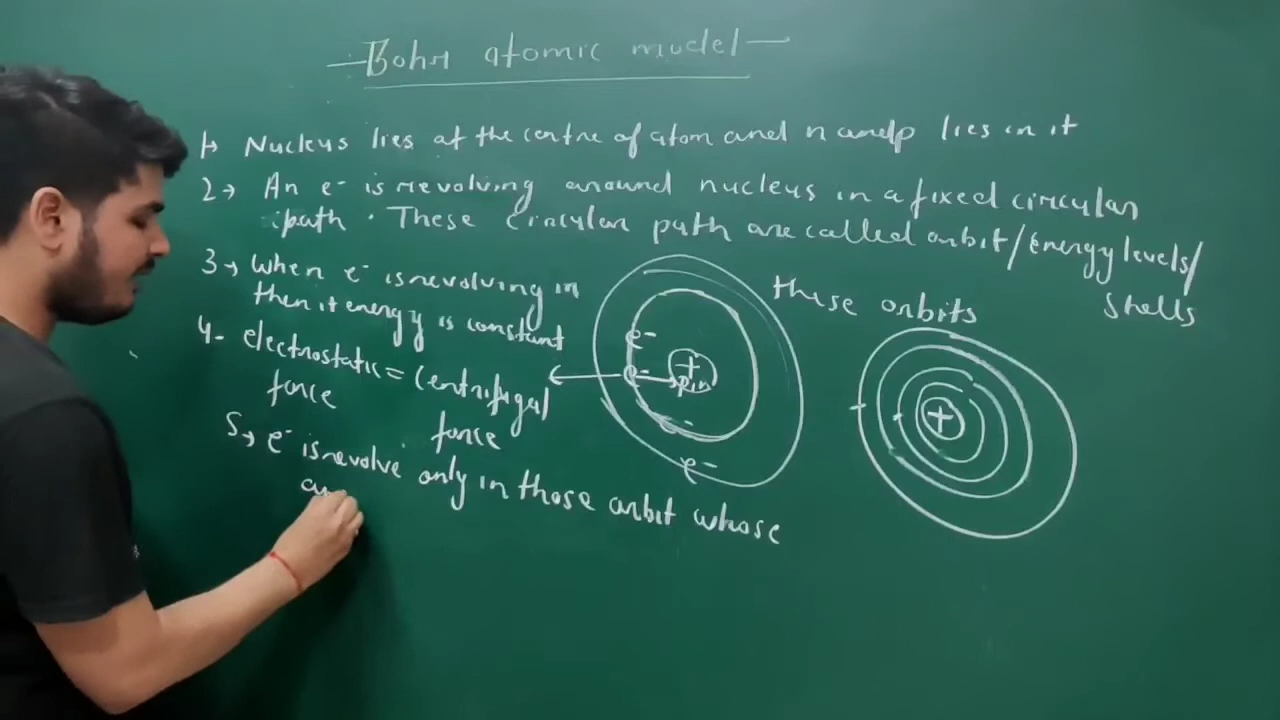 Bohr atomic model
1→ Nucleus lies at the centre of atom and n and p lies in it
2→ An e⁻ is revolving around nucleus in a fixed circular
path. These circular path are called orbit/energy levels/
shells
3→ when e⁻ is revolving in these orbits
then it energy is constant
4- electrostatic = Centrifugal
force force
5→ e⁻ is revolve only in those orbit whose
e⁻
e⁻
+
p,n
e⁻
e⁻
+